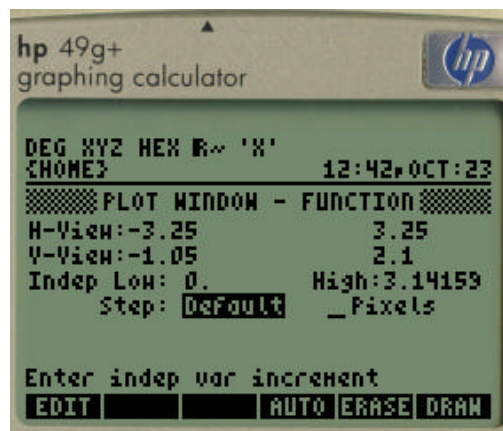 hp 49g+
graphing calculator
hp
DEG XYZ HEX R~ 'X'
{HOME} 12:42 OCT:23
PLOT WINDOW - FUNCTION
H-View:-3.25 3.25
V-View:-1.05 2.1
Indep Low: 0. High:3.14159
Step: Default _Pixels
Enter indep var increment
EDIT AUTO ERASE DRAW